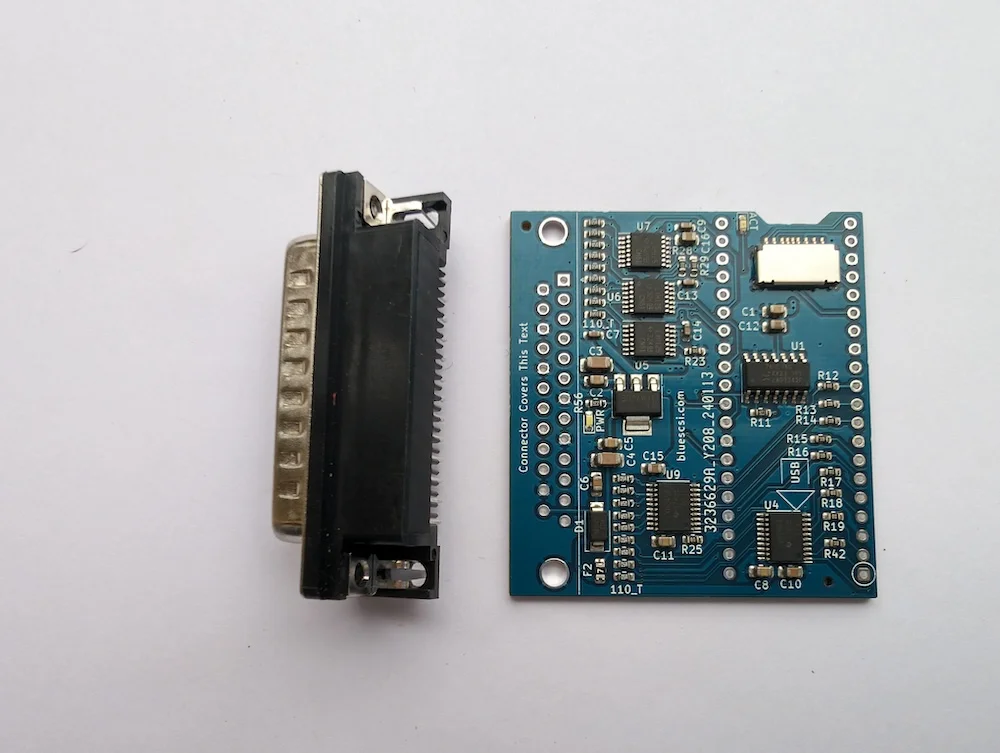 Connector Covers This Text
U7
C9
C16
R28
R29
U6
C13
110_T
C7
U5
C14
R23
C3
C2
R56
PWR
C5
C4
C15
C6
U9
D1
C11
R25
F2
110_T
bluescsi.com
3236629A_Y208_240113
ACT
C1
C12
U1
R12
R11
R13
R14
R15
R16
USB
R17
R18
U4
R19
R42
C8
C10